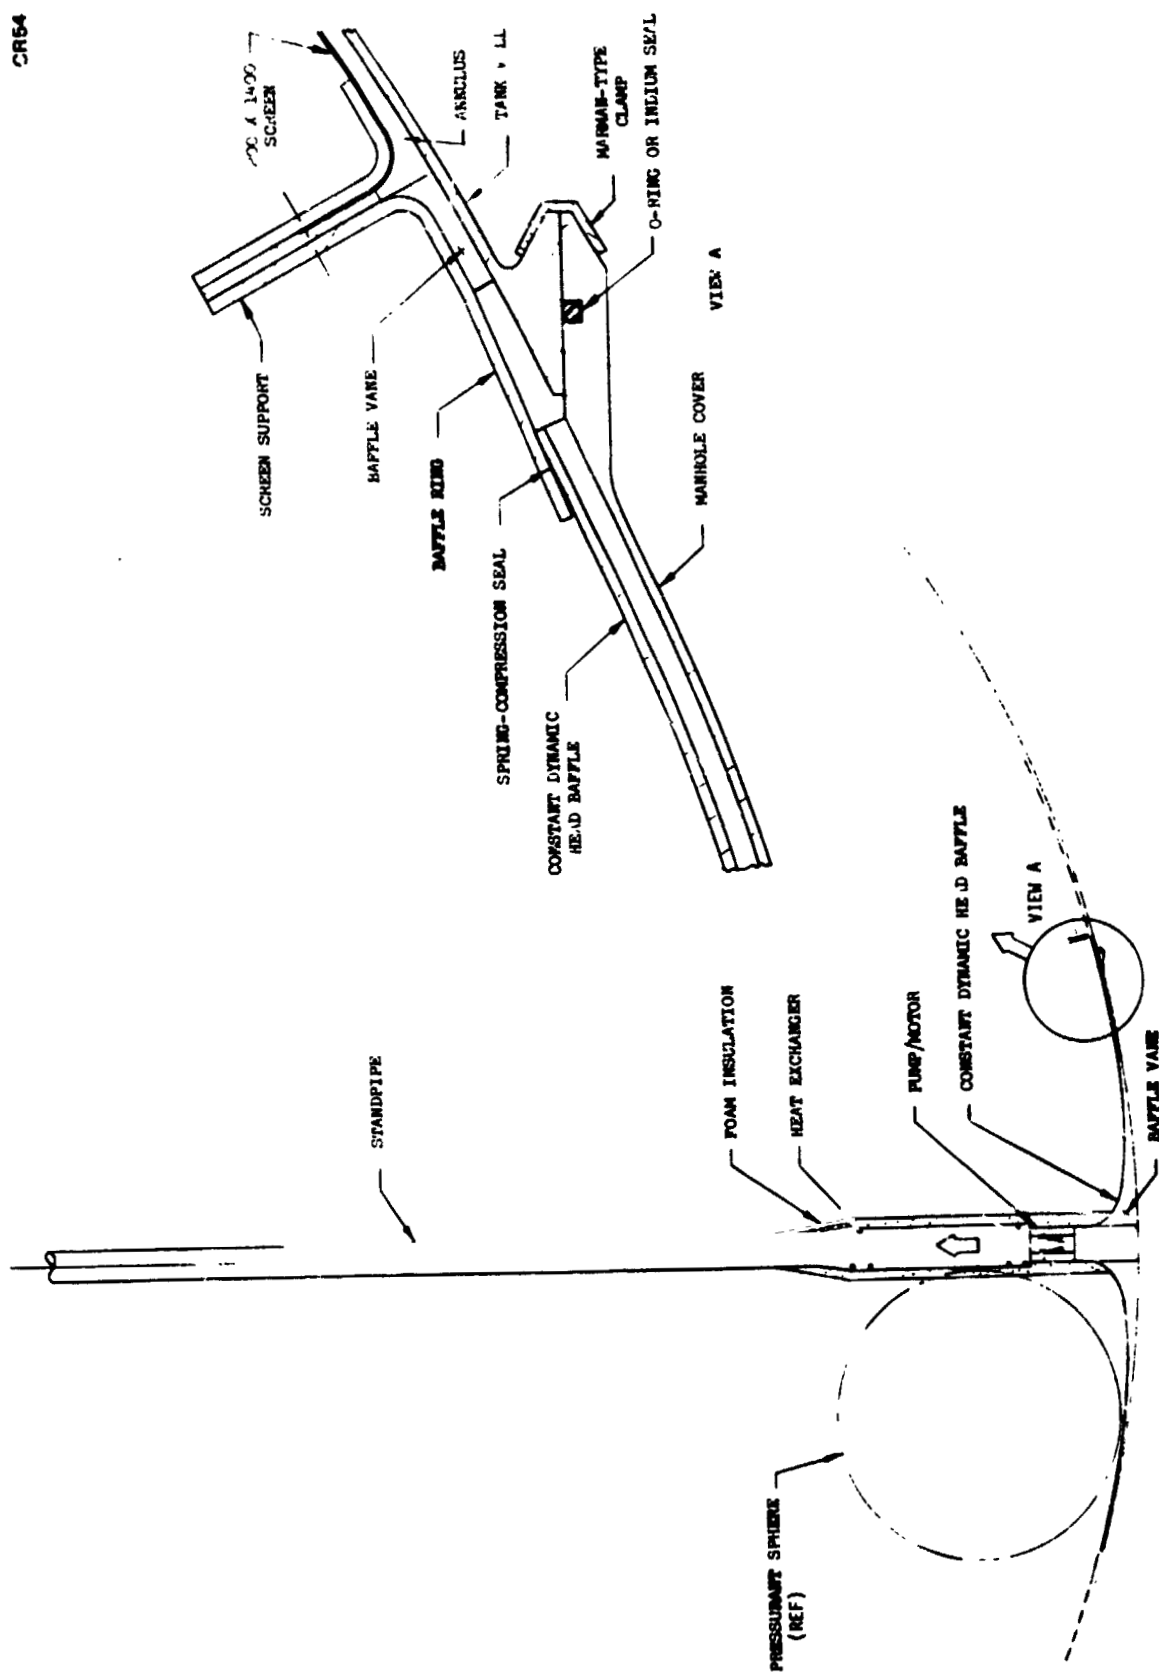 CR54
SCREEN
ANNULUS
TANK
MARMAN-TYPE
CLAMP
O-RING OR INDIUM SEAL
VIEW A
SCREEN SUPPORT
BAFFLE VANE
BAFFLE RING
SPRING-COMPRESSION SEAL
CONSTANT DYNAMIC
HEAD BAFFLE
MANHOLE COVER
STANDPIPE
FOAM INSULATION
HEAT EXCHANGER
PUMP/MOTOR
CONSTANT DYNAMIC HEAD BAFFLE
VIEW A
BAFFLE VANE
PRESSURANT SPHERE
(REF)